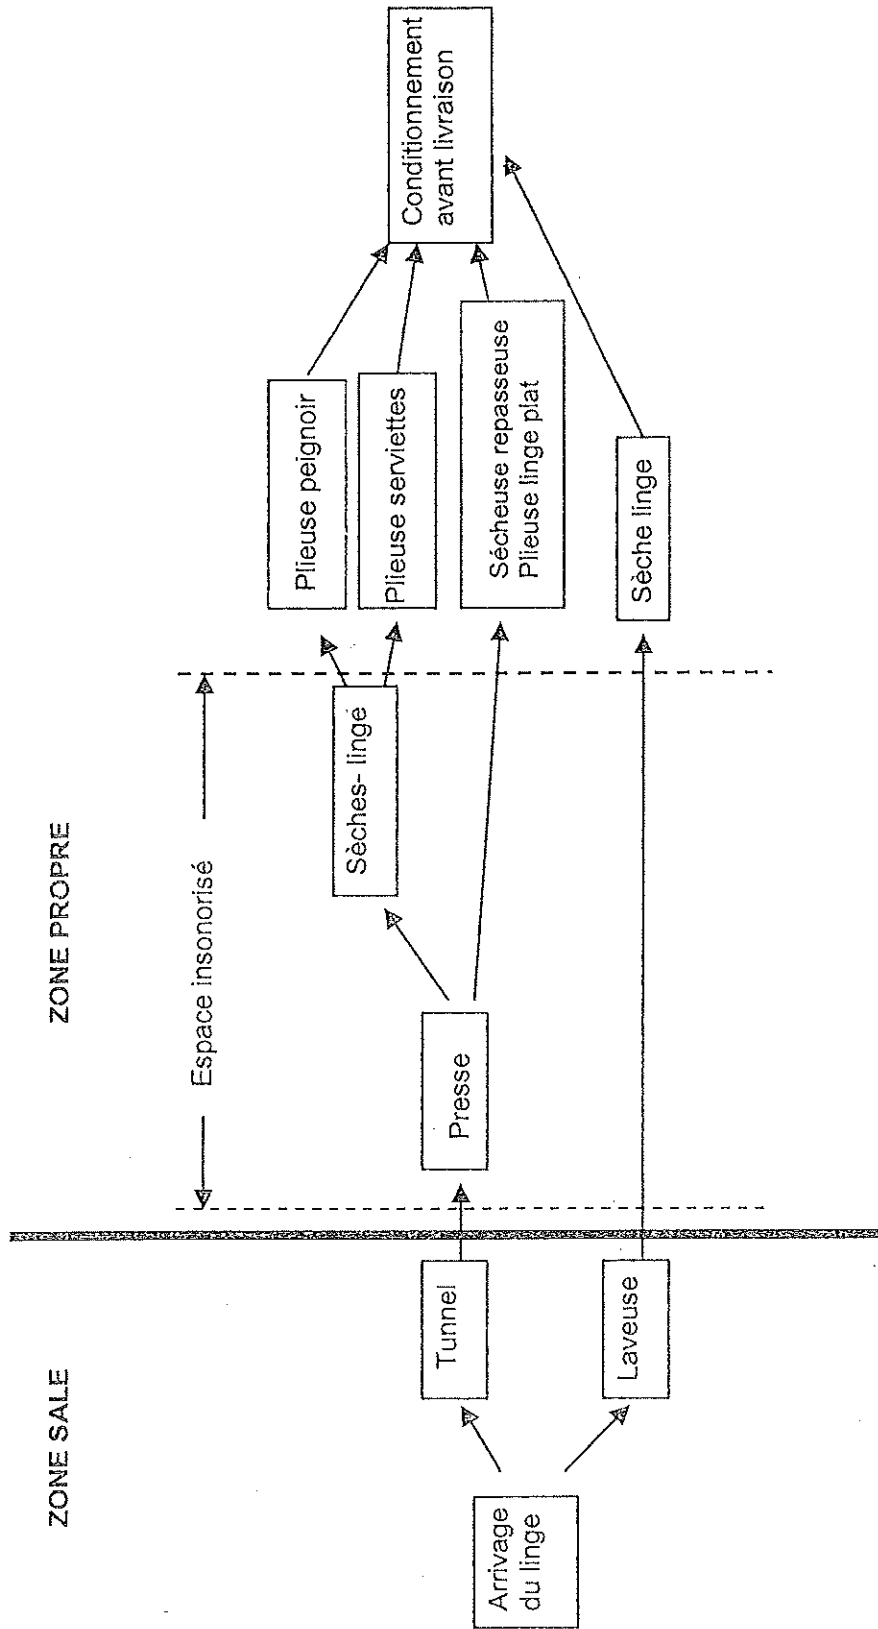 ZONE SALE
ZONE PROPRE
Espace insonorisé
Arrivage
du linge
Tunnel
Laveuse
Presse
Sèches- linge
Plieuse peignoir
Plieuse serviettes
Sécheuse repasseuse
Plieuse linge plat
Sèche linge
Conditionnement
avant livraison